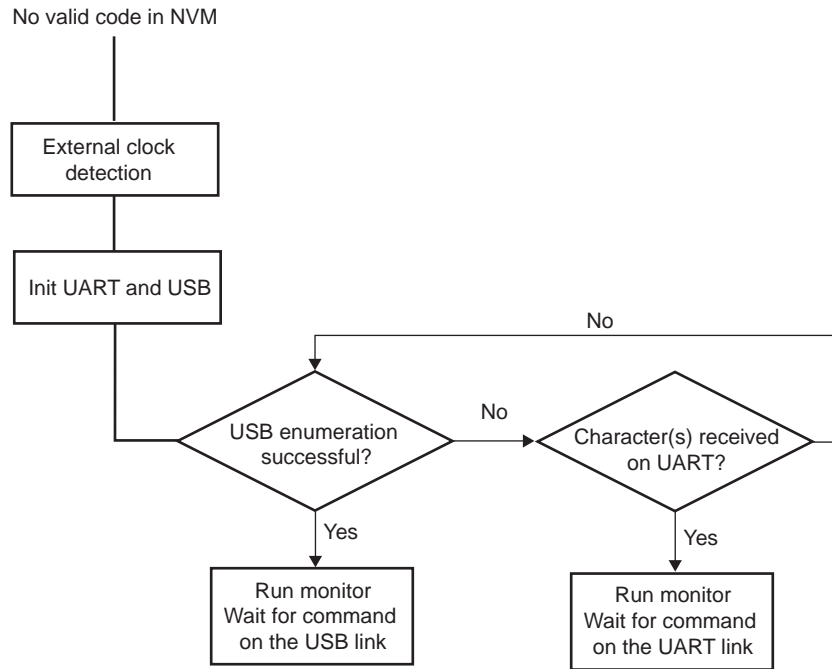 No valid code in NVM
External clock
detection
Init UART and USB
No
USB enumeration
successful?
No
Character(s) received
on UART?
Yes
Yes
Run monitor
Wait for command
on the USB link
Run monitor
Wait for command
on the UART link